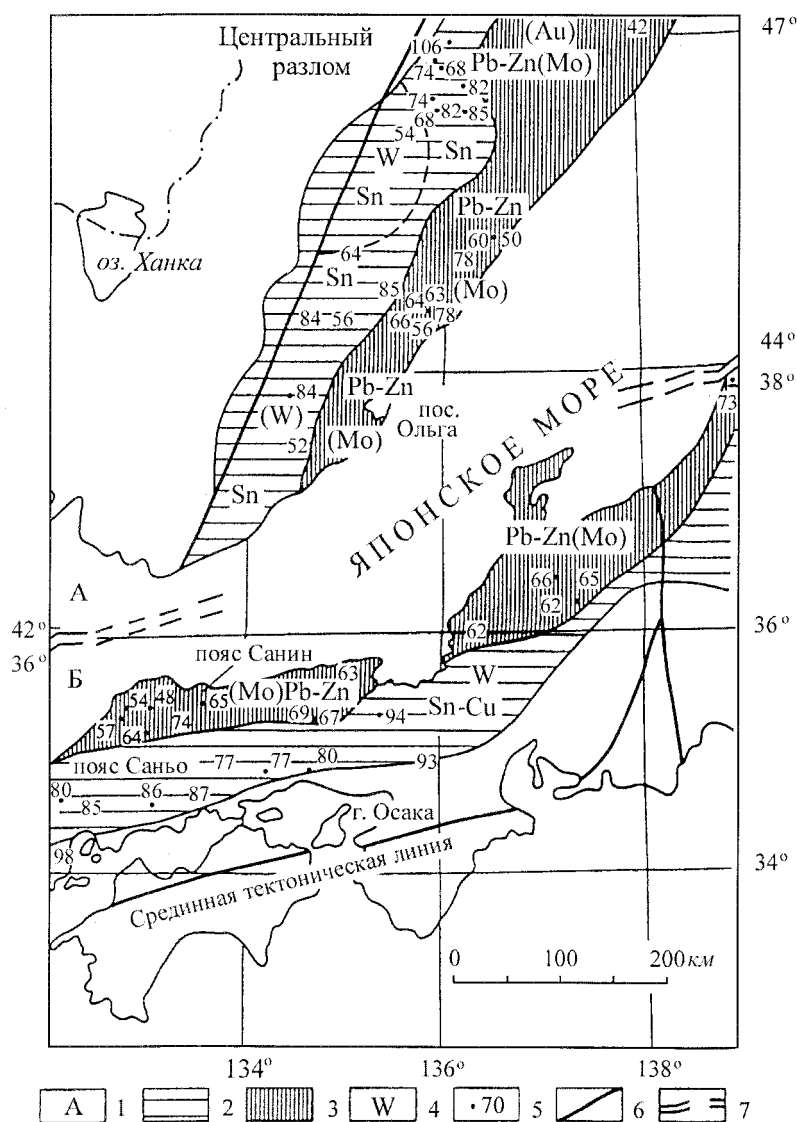 47°
(Au)
42
Центральный
разлом
106
Pb-Zn(Mo)
74
68
82
74
82
85
68
54
Sn
W
Sn
Pb-Zn
60
50
64
78
оз. Ханка
Sn
(Mo)
85
63
64
84
56
66
78
56
44°
38°
Pb-Zn
84
73
(W)
пос.
Ольга
(Mo)
52
ЯПОНСКОЕ МОРЕ
Sn
Pb-Zn(Mo)
66
65
А
62
42°
36°
62
36°
пояс Санин
W
Б
63
(Mo)Pb-Zn
54
48
65
Sn-Cu
74
69
67
94
57
64
пояс Саньо
77
77
80
93
80
86
87
85
г. Осака
98
34°
Срединная тектоническая линия
0
100
200км
134°
136°
138°
A 1
2
3
W 4
70 5
6
7